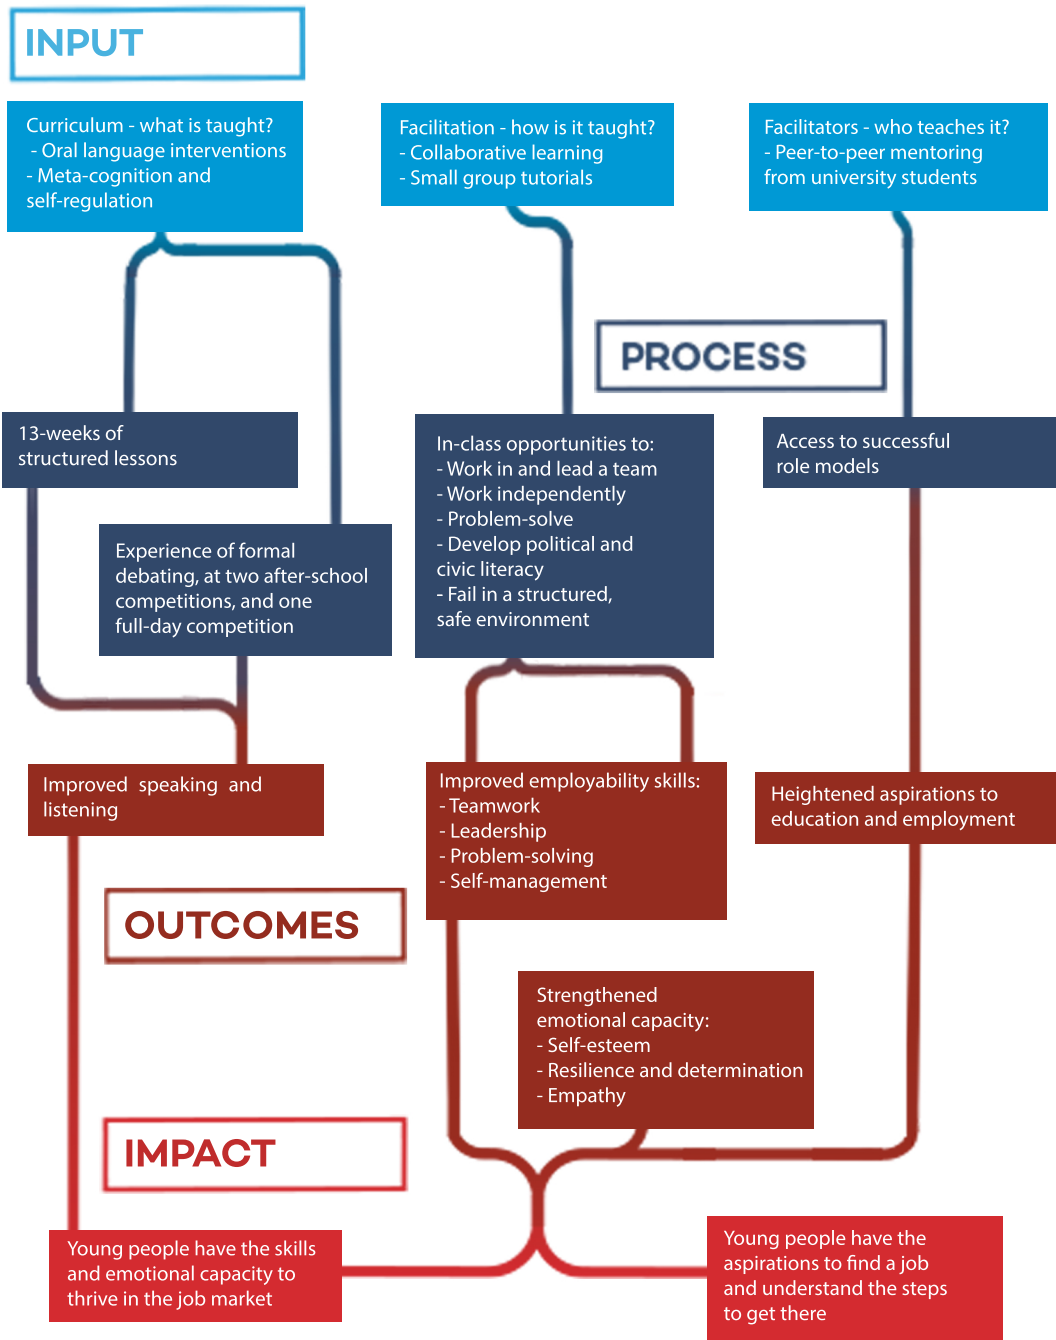 INPUT
Curriculum - what is taught?
- Oral language interventions
- Meta-cognition and
self-regulation
Facilitation - how is it taught?
- Collaborative learning
- Small group tutorials
Facilitators - who teaches it?
- Peer-to-peer mentoring
from university students
PROCESS
13-weeks of
structured lessons
Experience of formal
debating, at two after-school
competitions, and one
full-day competition
In-class opportunities to:
- Work in and lead a team
- Work independently
- Problem-solve
- Develop political and
civic literacy
- Fail in a structured,
safe environment
Access to successful
role models
Improved speaking and
listening
Improved employability skills:
- Teamwork
- Leadership
- Problem-solving
- Self-management
Heightened aspirations to
education and employment
OUTCOMES
Strengthened
emotional capacity:
- Self-esteem
- Resilience and determination
- Empathy
IMPACT
Young people have the skills
and emotional capacity to
thrive in the job market
Young people have the
aspirations to find a job
and understand the steps
to get there